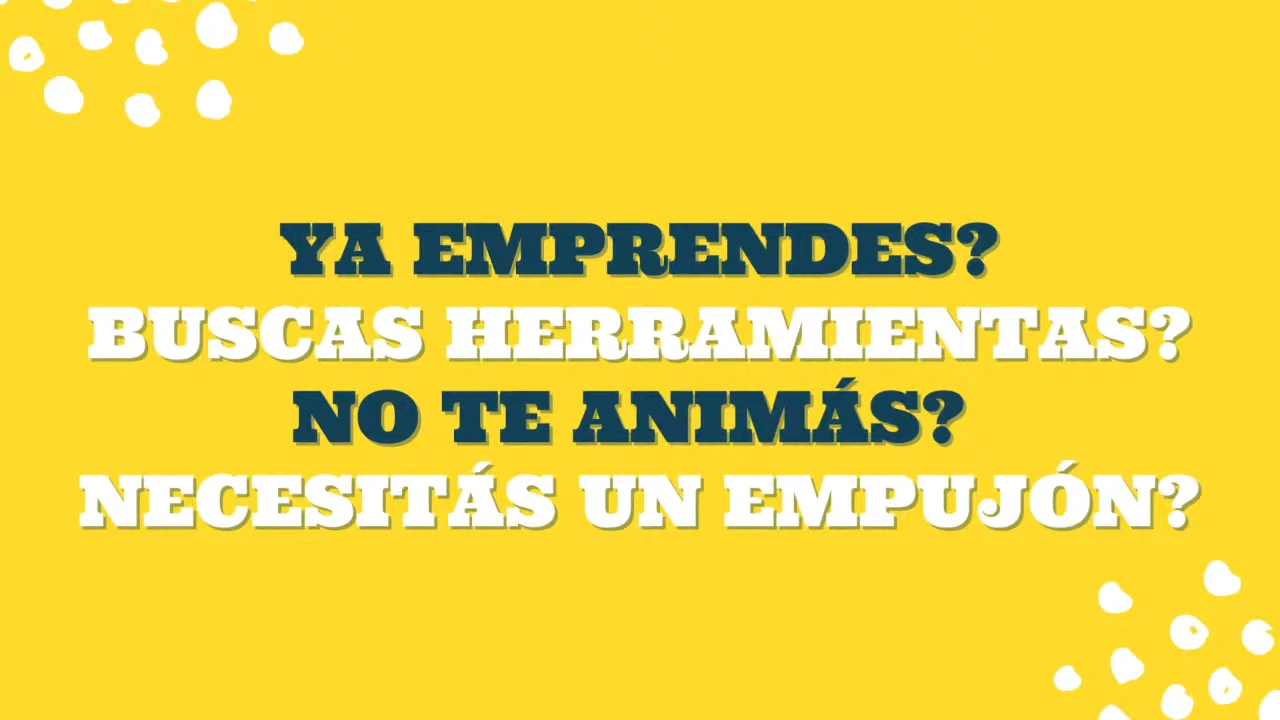 YA EMPRENDES?
BUSCAS HERRAMIENTAS?
NO TE ANIMÁS?
NECESITÁS UN EMPUJÓN?